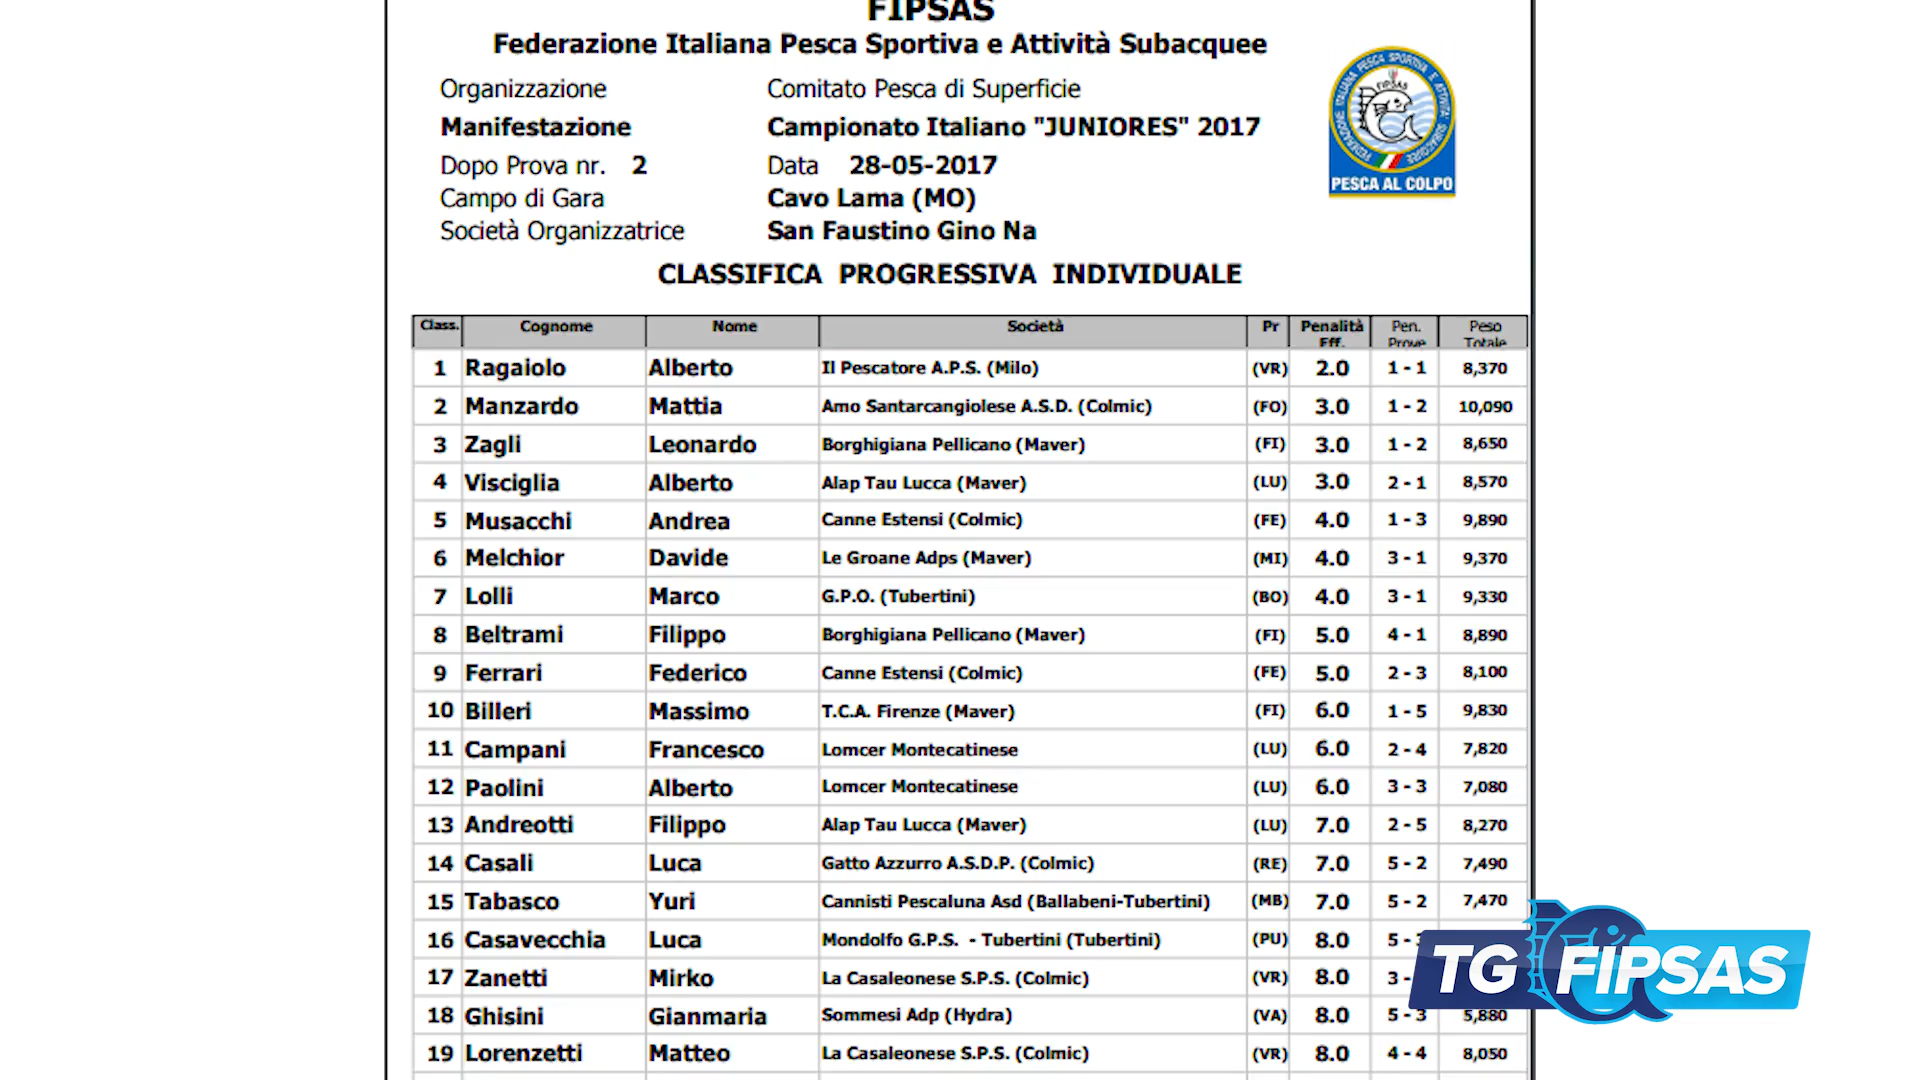 FIPSAS
Federazione Italiana Pesca Sportiva e Attività Subacquee
Organizzazione Comitato Pesca di Superficie
Manifestazione Campionato Italiano "JUNIORES" 2017
Dopo Prova nr. 2 Data 28-05-2017
Campo di Gara Cavo Lama (MO)
Società Organizzatrice San Faustino Gino Na
FEDERAZIONE ITALIANA PESCA SPORTIVA E ATTIVITA' SUBACQUEE
FIPSAS
PESCA AL COLPO
CLASSIFICA PROGRESSIVA INDIVIDUALE
Class. Cognome Nome Società Pr Penalità Eff. Pen. Prove Peso Totale
1 Ragaiolo Alberto Il Pescatore A.P.S. (Milo) (VR) 2.0 1 - 1 8,370
2 Manzardo Mattia Amo Santarcangiolese A.S.D. (Colmic) (FO) 3.0 1 - 2 10,090
3 Zagli Leonardo Borghigiana Pellicano (Maver) (FI) 3.0 1 - 2 8,650
4 Visciglia Alberto Alap Tau Lucca (Maver) (LU) 3.0 2 - 1 8,570
5 Musacchi Andrea Canne Estensi (Colmic) (FE) 4.0 1 - 3 9,890
6 Melchior Davide Le Groane Adps (Maver) (MI) 4.0 3 - 1 9,370
7 Lolli Marco G.P.O. (Tubertini) (BO) 4.0 3 - 1 9,330
8 Beltrami Filippo Borghigiana Pellicano (Maver) (FI) 5.0 4 - 1 8,890
9 Ferrari Federico Canne Estensi (Colmic) (FE) 5.0 2 - 3 8,100
10 Billeri Massimo T.C.A. Firenze (Maver) (FI) 6.0 1 - 5 9,830
11 Campani Francesco Lomcer Montecatinese (LU) 6.0 2 - 4 7,820
12 Paolini Alberto Lomcer Montecatinese (LU) 6.0 3 - 3 7,080
13 Andreotti Filippo Alap Tau Lucca (Maver) (LU) 7.0 2 - 5 8,270
14 Casali Luca Gatto Azzurro A.S.D.P. (Colmic) (RE) 7.0 5 - 2 7,490
15 Tabasco Yuri Cannisti Pescaluna Asd (Ballabeni-Tubertini) (MB) 7.0 5 - 2 7,470
16 Casavecchia Luca Mondolfo G.P.S. - Tubertini (Tubertini) (PU) 8.0 5 -
17 Zanetti Mirko La Casaleonese S.P.S. (Colmic) (VR) 8.0 3 -
18 Ghisini Gianmaria Sommesi Adp (Hydra) (VA) 8.0 5 - 3 5,880
19 Lorenzetti Matteo La Casaleonese S.P.S. (Colmic) (VR) 8.0 4 - 4 8,050
TG FIPSAS